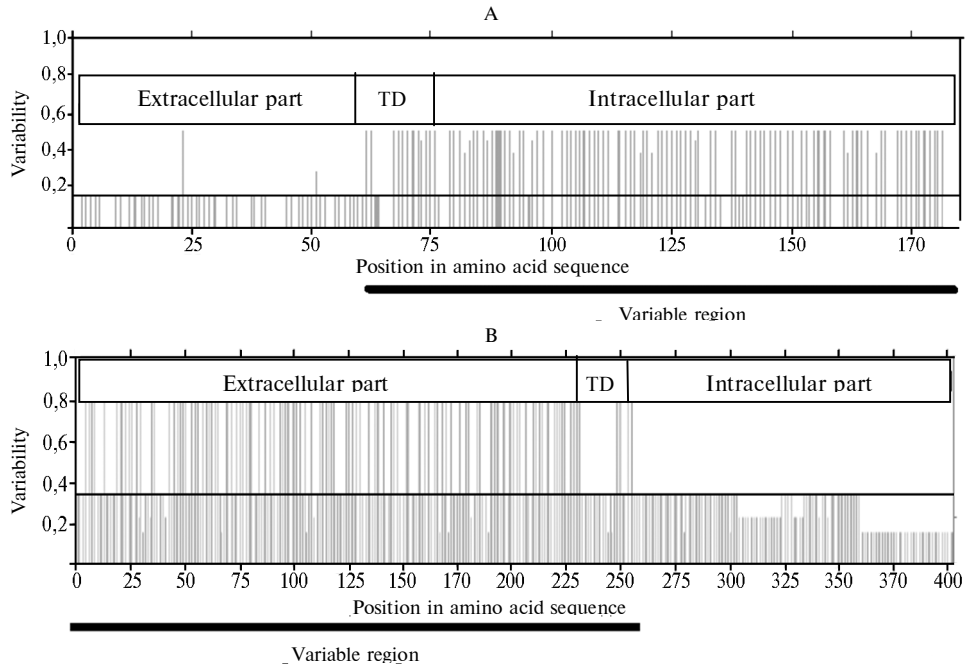 A
1,0
0,8
0,6
0,4
0,2
Variability
Extracellular part
TD
Intracellular part
0 25 50 75 100 125 150 170
Position in amino acid sequence
Variable region
B
1,0
0,8
0,6
0,4
0,2
Variability
Extracellular part
TD
Intracellular part
0 25 50 75 100 125 150 170 200 225 250 275 300 325 350 370 400
Position in amino acid sequence
Variable region